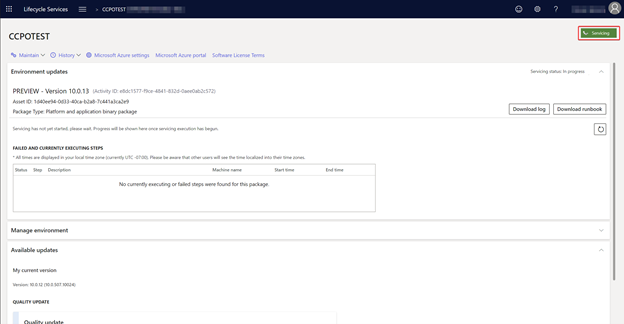 Lifecycle Services
> CCPOTEST
?
CCPOTEST
Servicing
Maintain History Microsoft Azure settings Microsoft Azure portal Software License Terms
Environment updates Servicing status: In progress
PREVIEW - Version 10.0.13 (Activity ID: e8dc1577-f9ce-4841-832d-0aee0ab2c572)
Asset ID: 1d40ee94-0d33-40ca-b2a8-7c441a3ca2e9
Package Type: Platform and application binary package
Download log Download runbook
Servicing has not yet started, please wait. Progress will be shown here once servicing execution has begun.
FAILED AND CURRENTLY EXECUTING STEPS
* All times are displayed in your local time zone (currently UTC -07:00). Please be aware that other users will see the time localized into their time zones.
Status Step Description Machine name Start time End time
No currently executing or failed steps were found for this package.
Manage environment
Available updates
My current version
Version: 10.0.12 (10.0.507.10024)
QUALITY UPDATE
Quality update